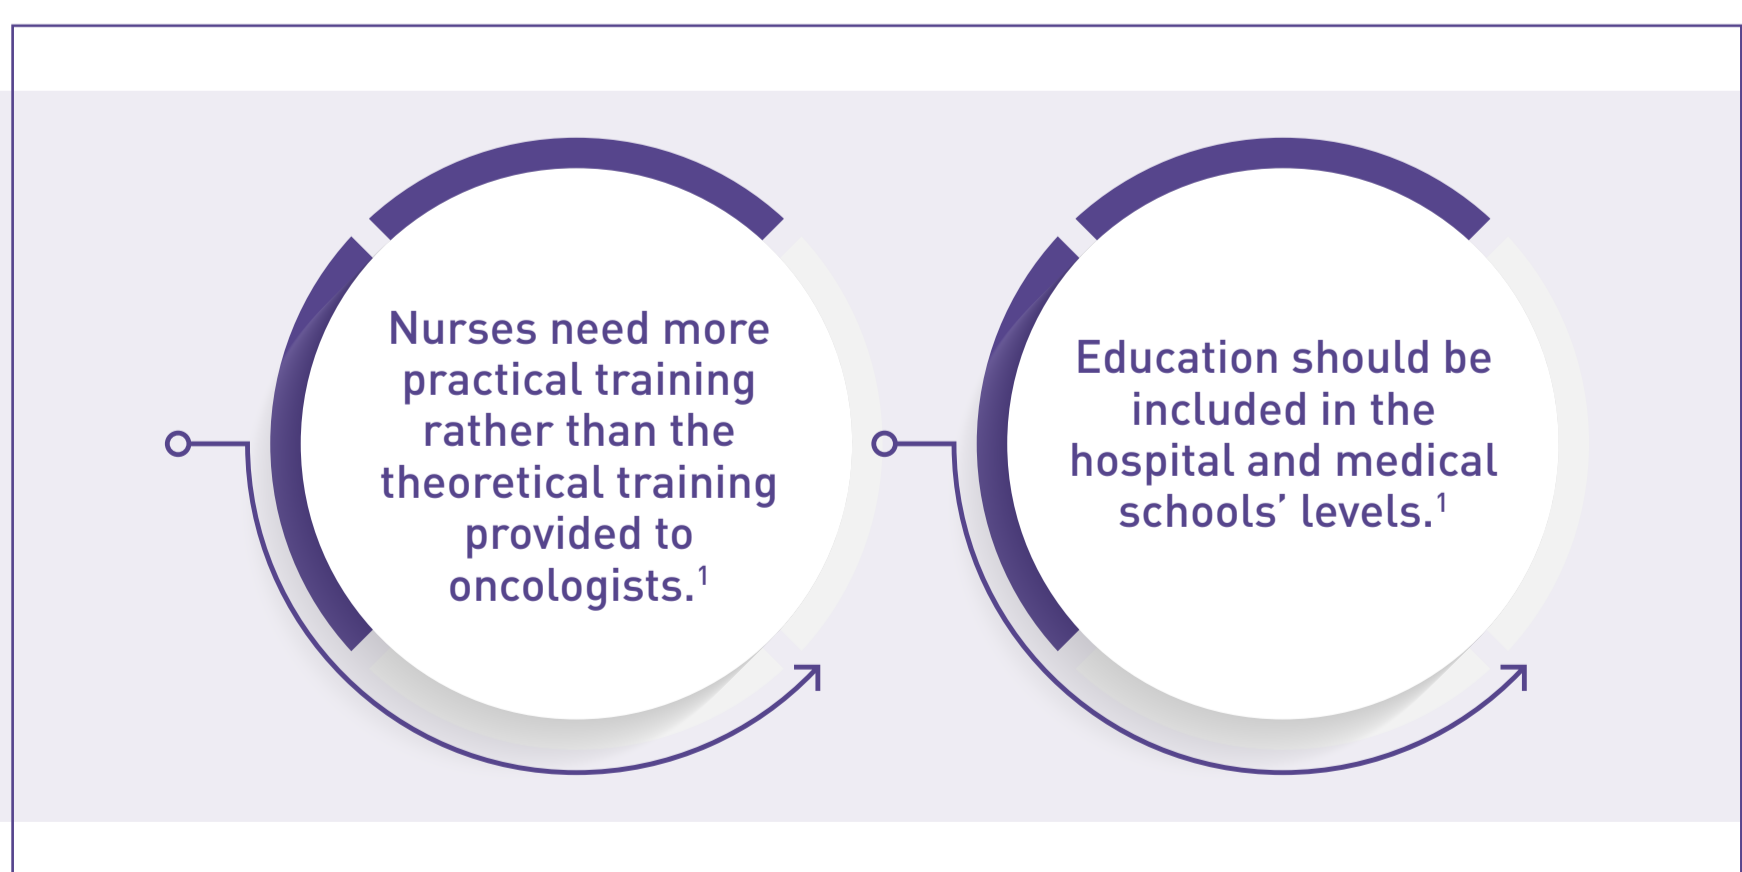 Nurses need more
practical training
rather than the
theoretical training
provided to
oncologists.¹
Education should be
included in the
hospital and medical
schools’ levels.¹